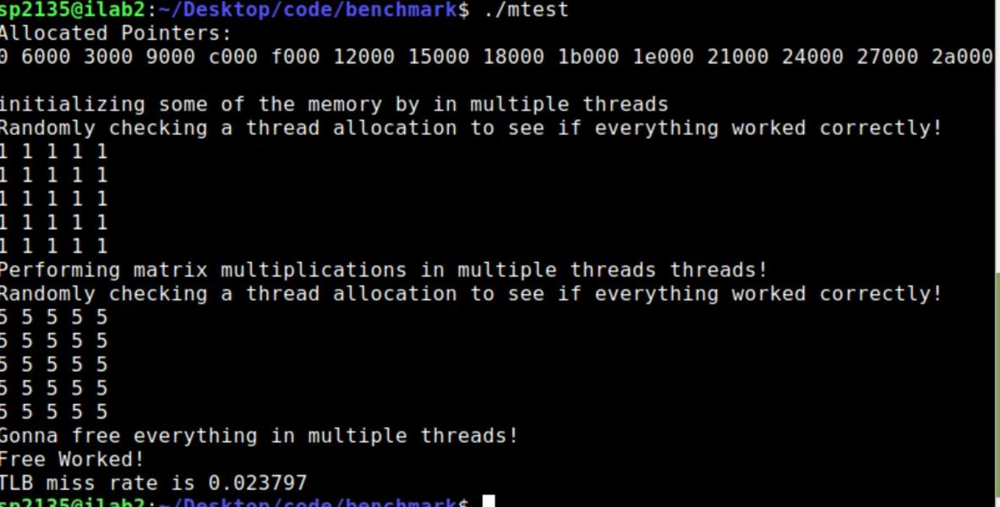 sp2135@ilab2:~/Desktop/code/benchmark$ ./mtest
Allocated Pointers:
0 6000 3000 9000 c000 f000 12000 15000 18000 1b000 1e000 21000 24000 27000 2a000
initializing some of the memory by in multiple threads
Randomly checking a thread allocation to see if everything worked correctly!
1 1 1 1 1
1 1 1 1 1
1 1 1 1 1
1 1 1 1 1
1 1 1 1 1
Performing matrix multiplications in multiple threads threads!
Randomly checking a thread allocation to see if everything worked correctly!
5 5 5 5 5
5 5 5 5 5
5 5 5 5 5
5 5 5 5 5
5 5 5 5 5
Gonna free everything in multiple threads!
Free Worked!
TLB miss rate is 0.023797
sp2135@ilab2:~/Desktop/code/benchmark$